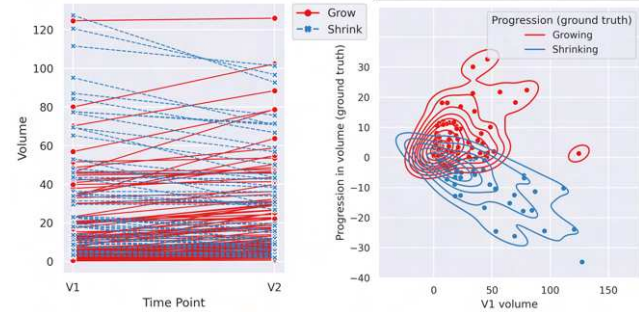 Grow
Shrink
120
100
80
60
40
20
0
Volume
V1
V2
Time Point
Progression (ground truth)
Growing
Shrinking
40
30
20
10
0
−10
−20
−30
−40
Progression in volume (ground truth)
0
50
100
150
V1 volume